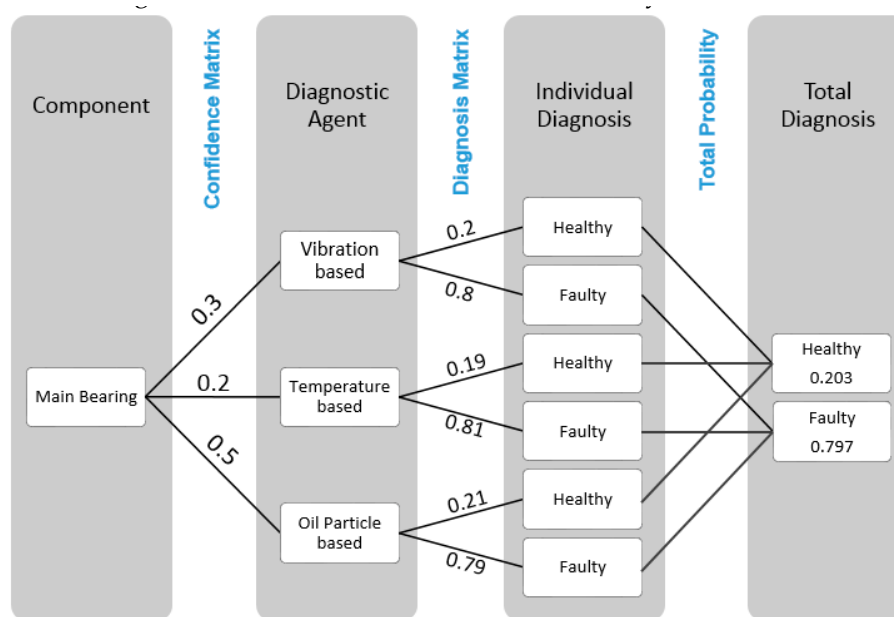 Component
Confidence Matrix
Diagnostic
Agent
Diagnosis Matrix
Individual
Diagnosis
Total Probability
Total
Diagnosis
Main Bearing
0.3
0.2
0.5
Vibration
based
0.2
0.8
Healthy
Faulty
Temperature
based
0.19
0.81
Healthy
Faulty
Oil Particle
based
0.21
0.79
Healthy
Faulty
Healthy
0.203
Faulty
0.797